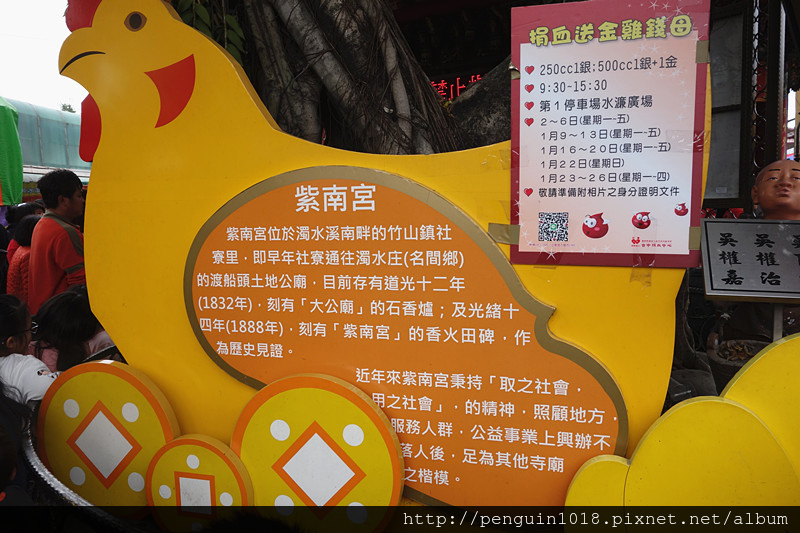 捐血送金雞錢母
250cc1銀;500cc1銀+1金
9:30-15:30
第1停車場水濂廣場
2~6日(星期一-五)
1月9~13日(星期一-五)
1月16~20日(星期一-五)
1月22日(星期日)
1月23~26日(星期一-四)
敬請準備附相片之身分證明文件
紫南宮
紫南宮位於濁水溪南畔的竹山鎮社
寮里，即早年社寮通往濁水庄(名間鄉)
的渡船頭土地公廟，目前存有道光十二年
(1832年)，刻有「大公廟」的石香爐；及光緒十
四年(1888年)，刻有「紫南宮」的香火田碑，作
為歷史見證。
近年來紫南宮秉持「取之社會，
用之社會」，的精神，照顧地方，
服務人群，公益事業上興辦不
落人後，足為其他寺廟
之楷模。
吳權嘉
吳權治
吳
http://penguin1018.pixnet.net/album